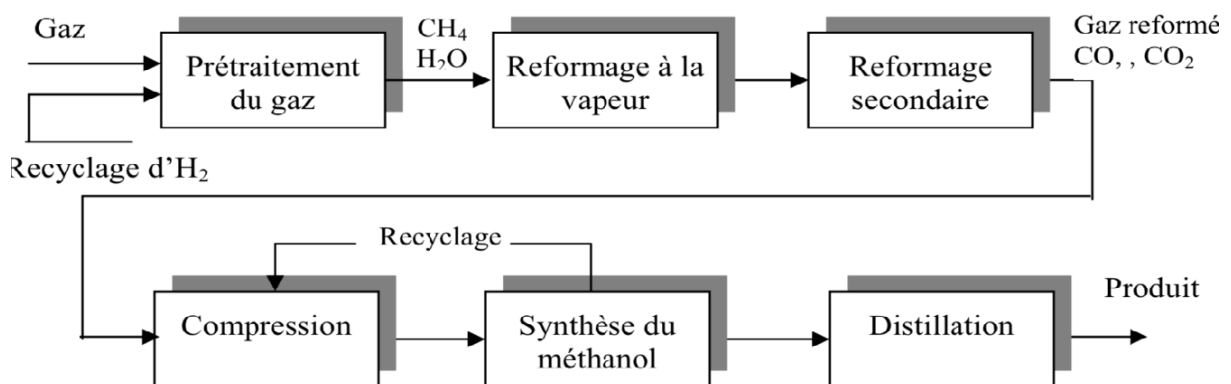 Gaz
Prétraitement
du gaz
CH₄
H₂O
Reformage à la
vapeur
Reformage
secondaire
Gaz reformé
CO, , CO₂
Recyclage d’H₂
Recyclage
Compression
Synthèse du
méthanol
Distillation
Produit